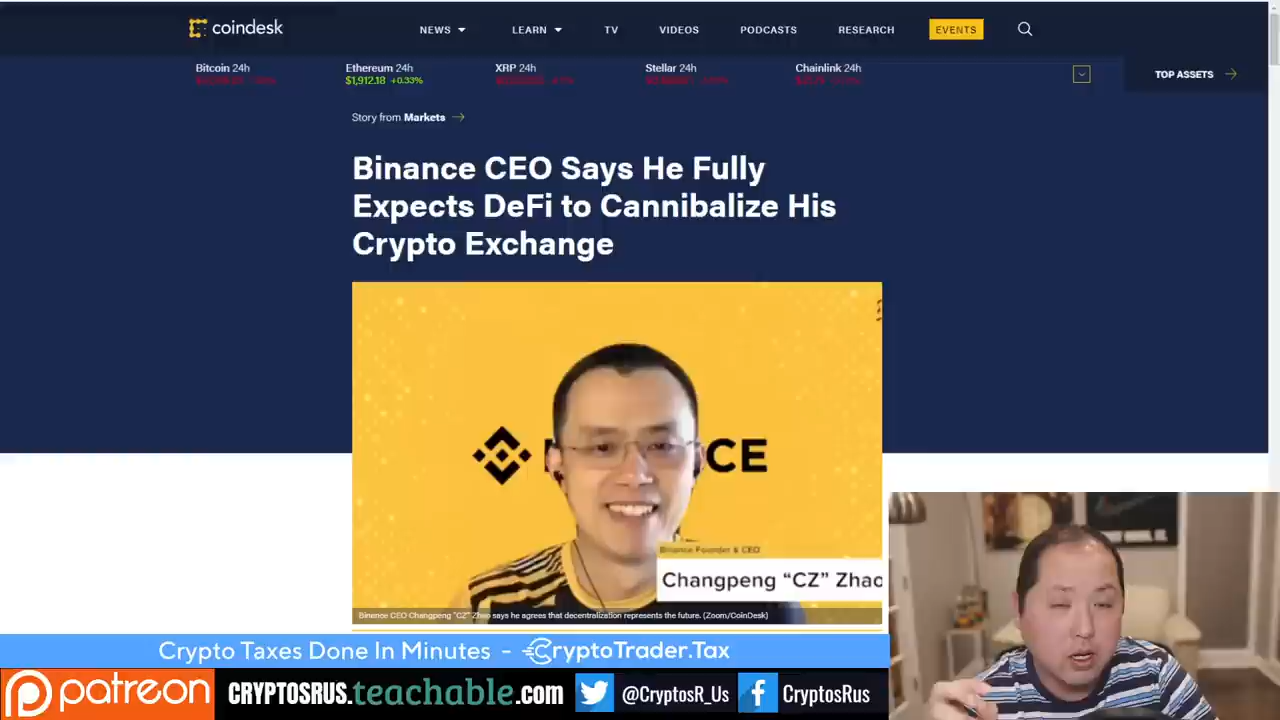 coindesk NEWS LEARN TV VIDEOS PODCASTS RESEARCH EVENTS
Bitcoin 24h Ethereum 24h XRP 24h Stellar 24h Chainlink 24h
$1,912.18 +0.33%
TOP ASSETS
Story from Markets
Binance CEO Says He Fully
Expects DeFi to Cannibalize His
Crypto Exchange
CE
Binance Founder & CEO
Changpeng “CZ” Zhao
Binance CEO Changpeng "CZ" Zhao says he agrees that decentralization represents the future. (Zoom/CoinDesk)
Crypto Taxes Done In Minutes - CryptoTrader.Tax
patreon CRYPTOSRUS.teachable.com @CryptosR_Us CryptosRus